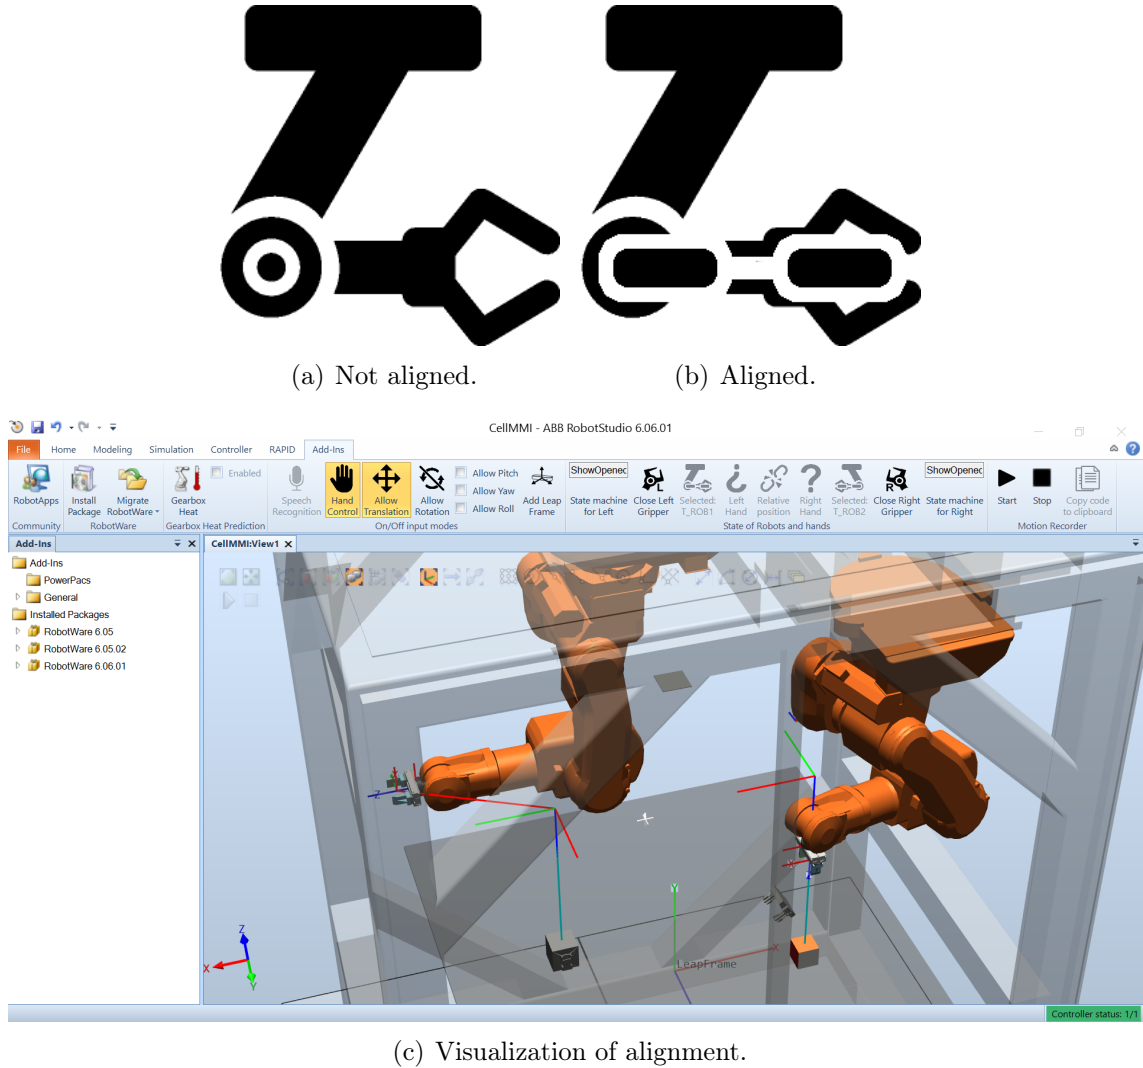 (a) Not aligned.
(b) Aligned.
CellMMI - ABB RobotStudio 6.06.01
File Home Modeling Simulation Controller RAPID Add-Ins
RobotApps
Community
Install Package
Migrate RobotWare
RobotWare
Gearbox Heat
Enabled
Gearbox Heat Prediction
Speech Recognition
Hand Control
Allow Translation
Allow Rotation
Allow Pitch
Allow Yaw
Allow Roll
On/Off input modes
Add Leap Frame
ShowOpened
State machine for Left
Close Left Gripper
Selected: T_ROB1
Left Hand
Relative position
Right Hand
Selected: T_ROB2
Close Right Gripper
ShowOpened
State machine for Right
State of Robots and hands
Start
Stop
Copy code to clipboard
Motion Recorder
Add-Ins
CellMMI:View1
Add-Ins
PowerPacs
General
Installed Packages
RobotWare 6.05
RobotWare 6.05.02
RobotWare 6.06.01
Z
X
Y
Z
Y
X
X
LeapFrame
Controller status: 1/1
(c) Visualization of alignment.